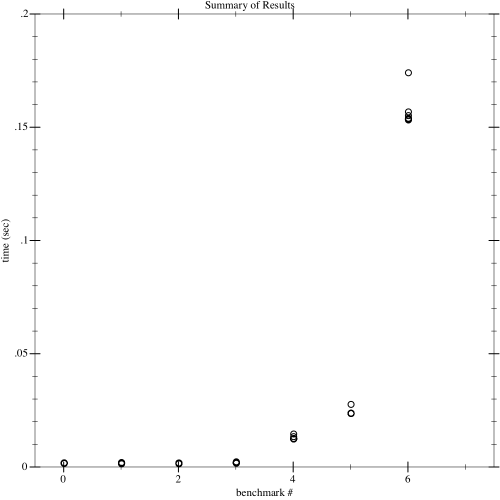 Summary of Results
.2
.15
.1
.05
0
time (sec)
0 2 4 6
benchmark #